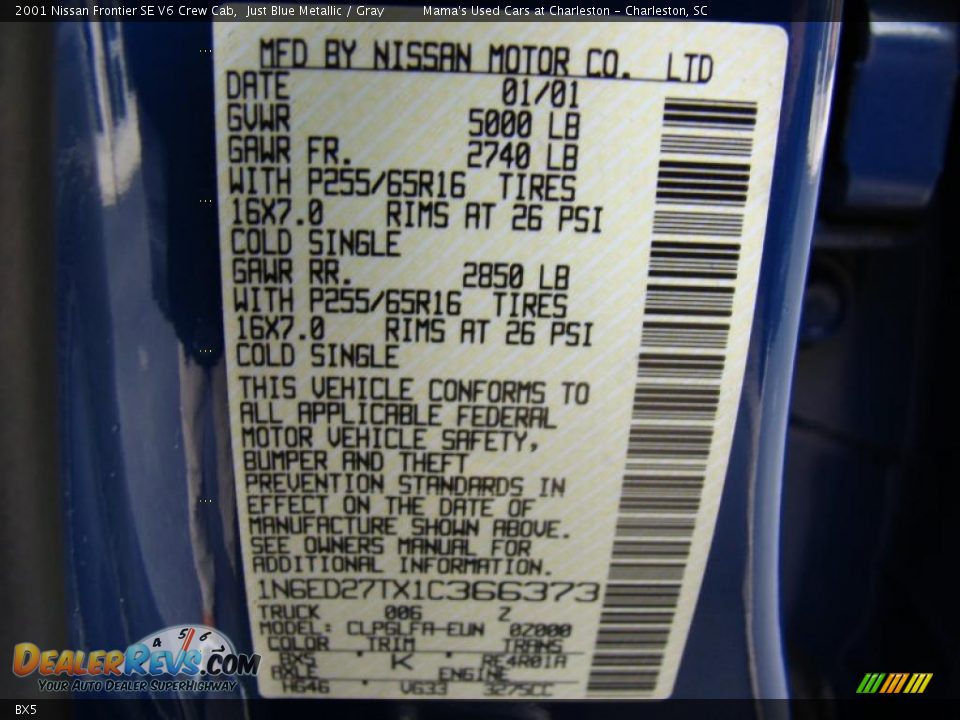 2001 Nissan Frontier SE V6 Crew Cab, Just Blue Metallic / Gray Mama's Used Cars at Charleston - Charleston, SC
MFD BY NISSAN MOTOR CO. LTD
DATE 01/01
GVWR 5000 LB
GAWR FR. 2740 LB
WITH P255/65R16 TIRES
16X7.0 RIMS AT 26 PSI
COLD SINGLE
GAWR RR. 2850 LB
WITH P255/65R16 TIRES
16X7.0 RIMS AT 26 PSI
COLD SINGLE
THIS VEHICLE CONFORMS TO
ALL APPLICABLE FEDERAL
MOTOR VEHICLE SAFETY,
BUMPER AND THEFT
PREVENTION STANDARDS IN
EFFECT ON THE DATE OF
MANUFACTURE SHOWN ABOVE.
SEE OWNERS MANUAL FOR
ADDITIONAL INFORMATION.
1N6ED27TX1C366373
TRUCK 006 Z
MODEL: CLPSLFA-EUN 0Z000
COLOR TRIM TRANS
BX5 K RE4R01A
AXLE ENGINE
HG46 VG33 3275CC
4 5 6
DEALERREVS.COM
YOUR AUTO DEALER SUPERHIGHWAY
BX5